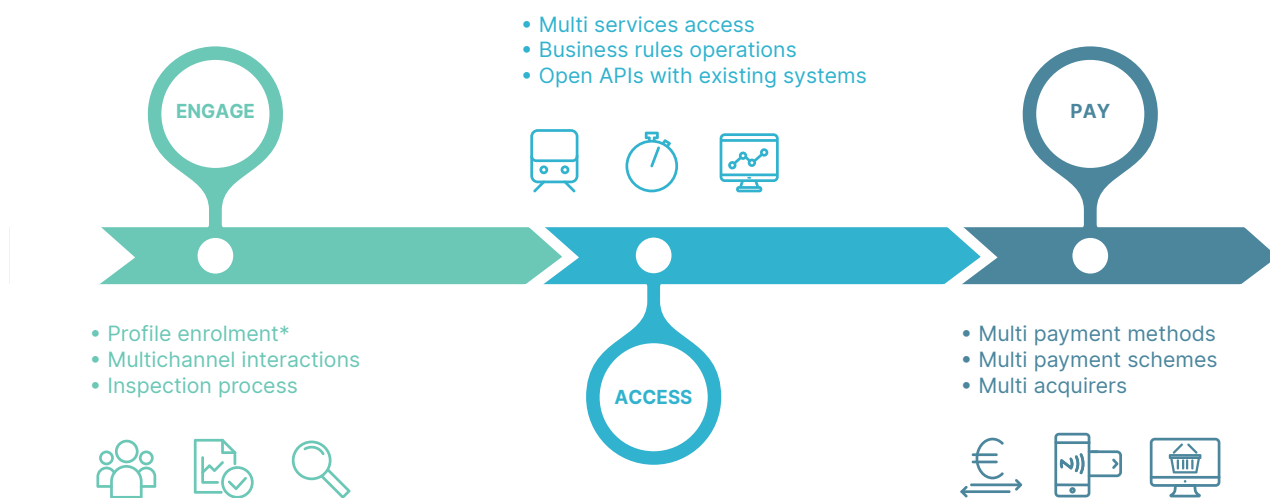 • Multi services access
• Business rules operations
• Open APIs with existing systems
ENGAGE
PAY
• Profile enrolment*
• Multichannel interactions
• Inspection process
ACCESS
• Multi payment methods
• Multi payment schemes
• Multi acquirers
€